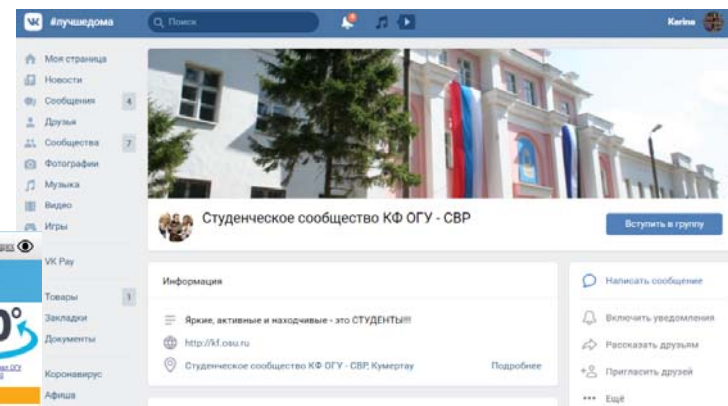 #лучшедома
Поиск
Karina
Моя страница
Новости
Сообщения 4
Друзья
Сообщества 7
Фотографии
Музыка
Видео
Игры
VK Pay
Товары 1
Закладки
Документы
Коронавирус
Афиша
Студенческое сообщество КФ ОГУ - СВР
Вступить в группу
Информация
Яркие, активные и находчивые - это СТУДЕНТЫ!!!
http://kf.osu.ru
Студенческое сообщество КФ ОГУ - СВР, Кумертау
Подробнее
Написать сообщение
Включить уведомления
Рассказать друзьям
Пригласить друзей
Ещё
0°